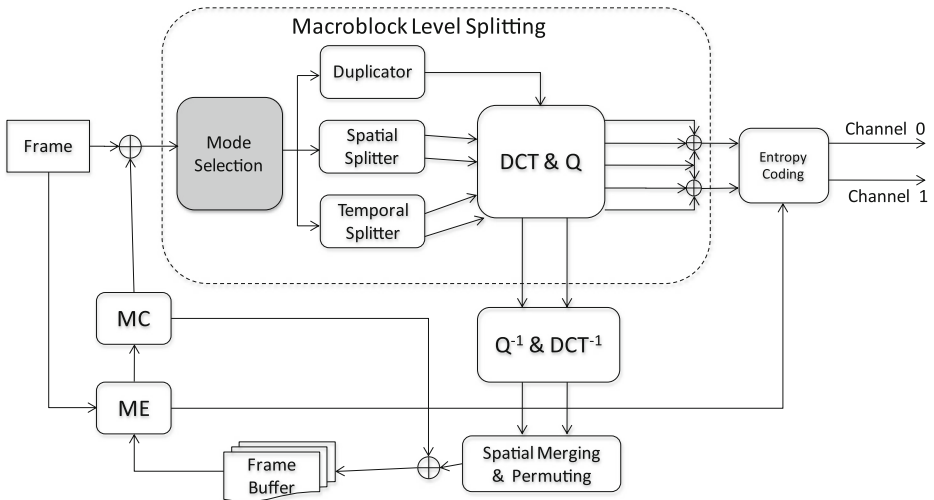 Macroblock Level Splitting
Duplicator
Frame
Mode
Selection
Spatial
Splitter
DCT & Q
Entropy
Coding
Channel 0
Channel 1
Temporal
Splitter
MC
Q-1 & DCT-1
ME
Frame
Buffer
Spatial Merging
& Permuting